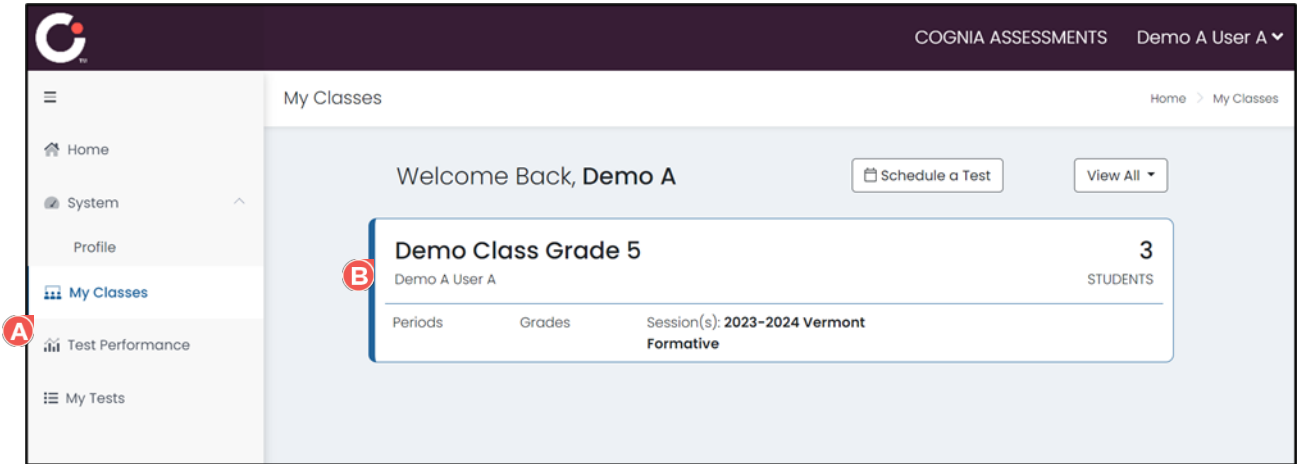 COGNIA ASSESSMENTS Demo A User A
My Classes Home > My Classes
Home
System
Profile
My Classes
A
Test Performance
My Tests
Welcome Back, Demo A Schedule a Test View All
Demo Class Grade 5 3
B
Demo A User A STUDENTS
Periods Grades Session(s): 2023-2024 Vermont
Formative